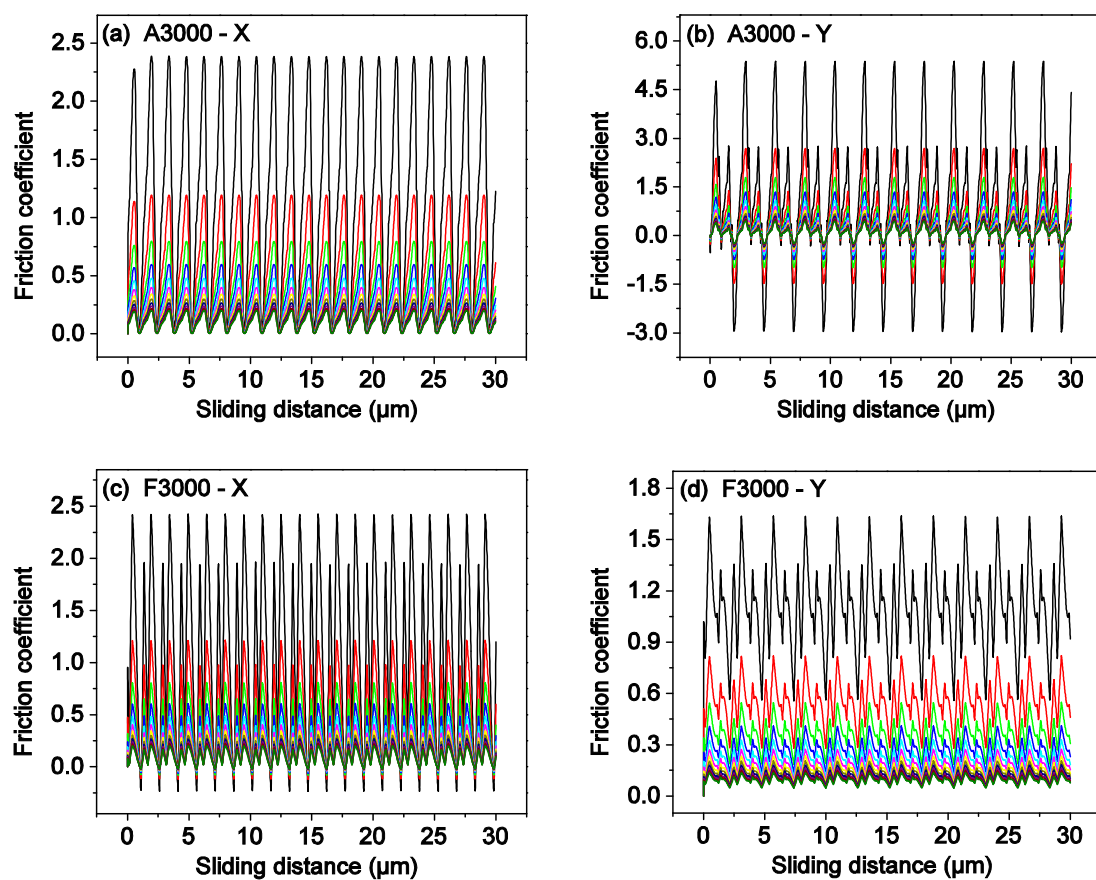 (a) A3000 - X
2.5
2.0
1.5
1.0
0.5
0.0
Friction coefficient
0 5 10 15 20 25 30
Sliding distance (μm)
(b) A3000 - Y
6.0
4.5
3.0
1.5
0.0
-1.5
-3.0
Friction coefficient
0 5 10 15 20 25 30
Sliding distance (μm)
(c) F3000 - X
2.5
2.0
1.5
1.0
0.5
0.0
Friction coefficient
0 5 10 15 20 25 30
Sliding distance (μm)
(d) F3000 - Y
1.8
1.5
1.2
0.9
0.6
0.3
0.0
Friction coefficient
0 5 10 15 20 25 30
Sliding distance (μm)